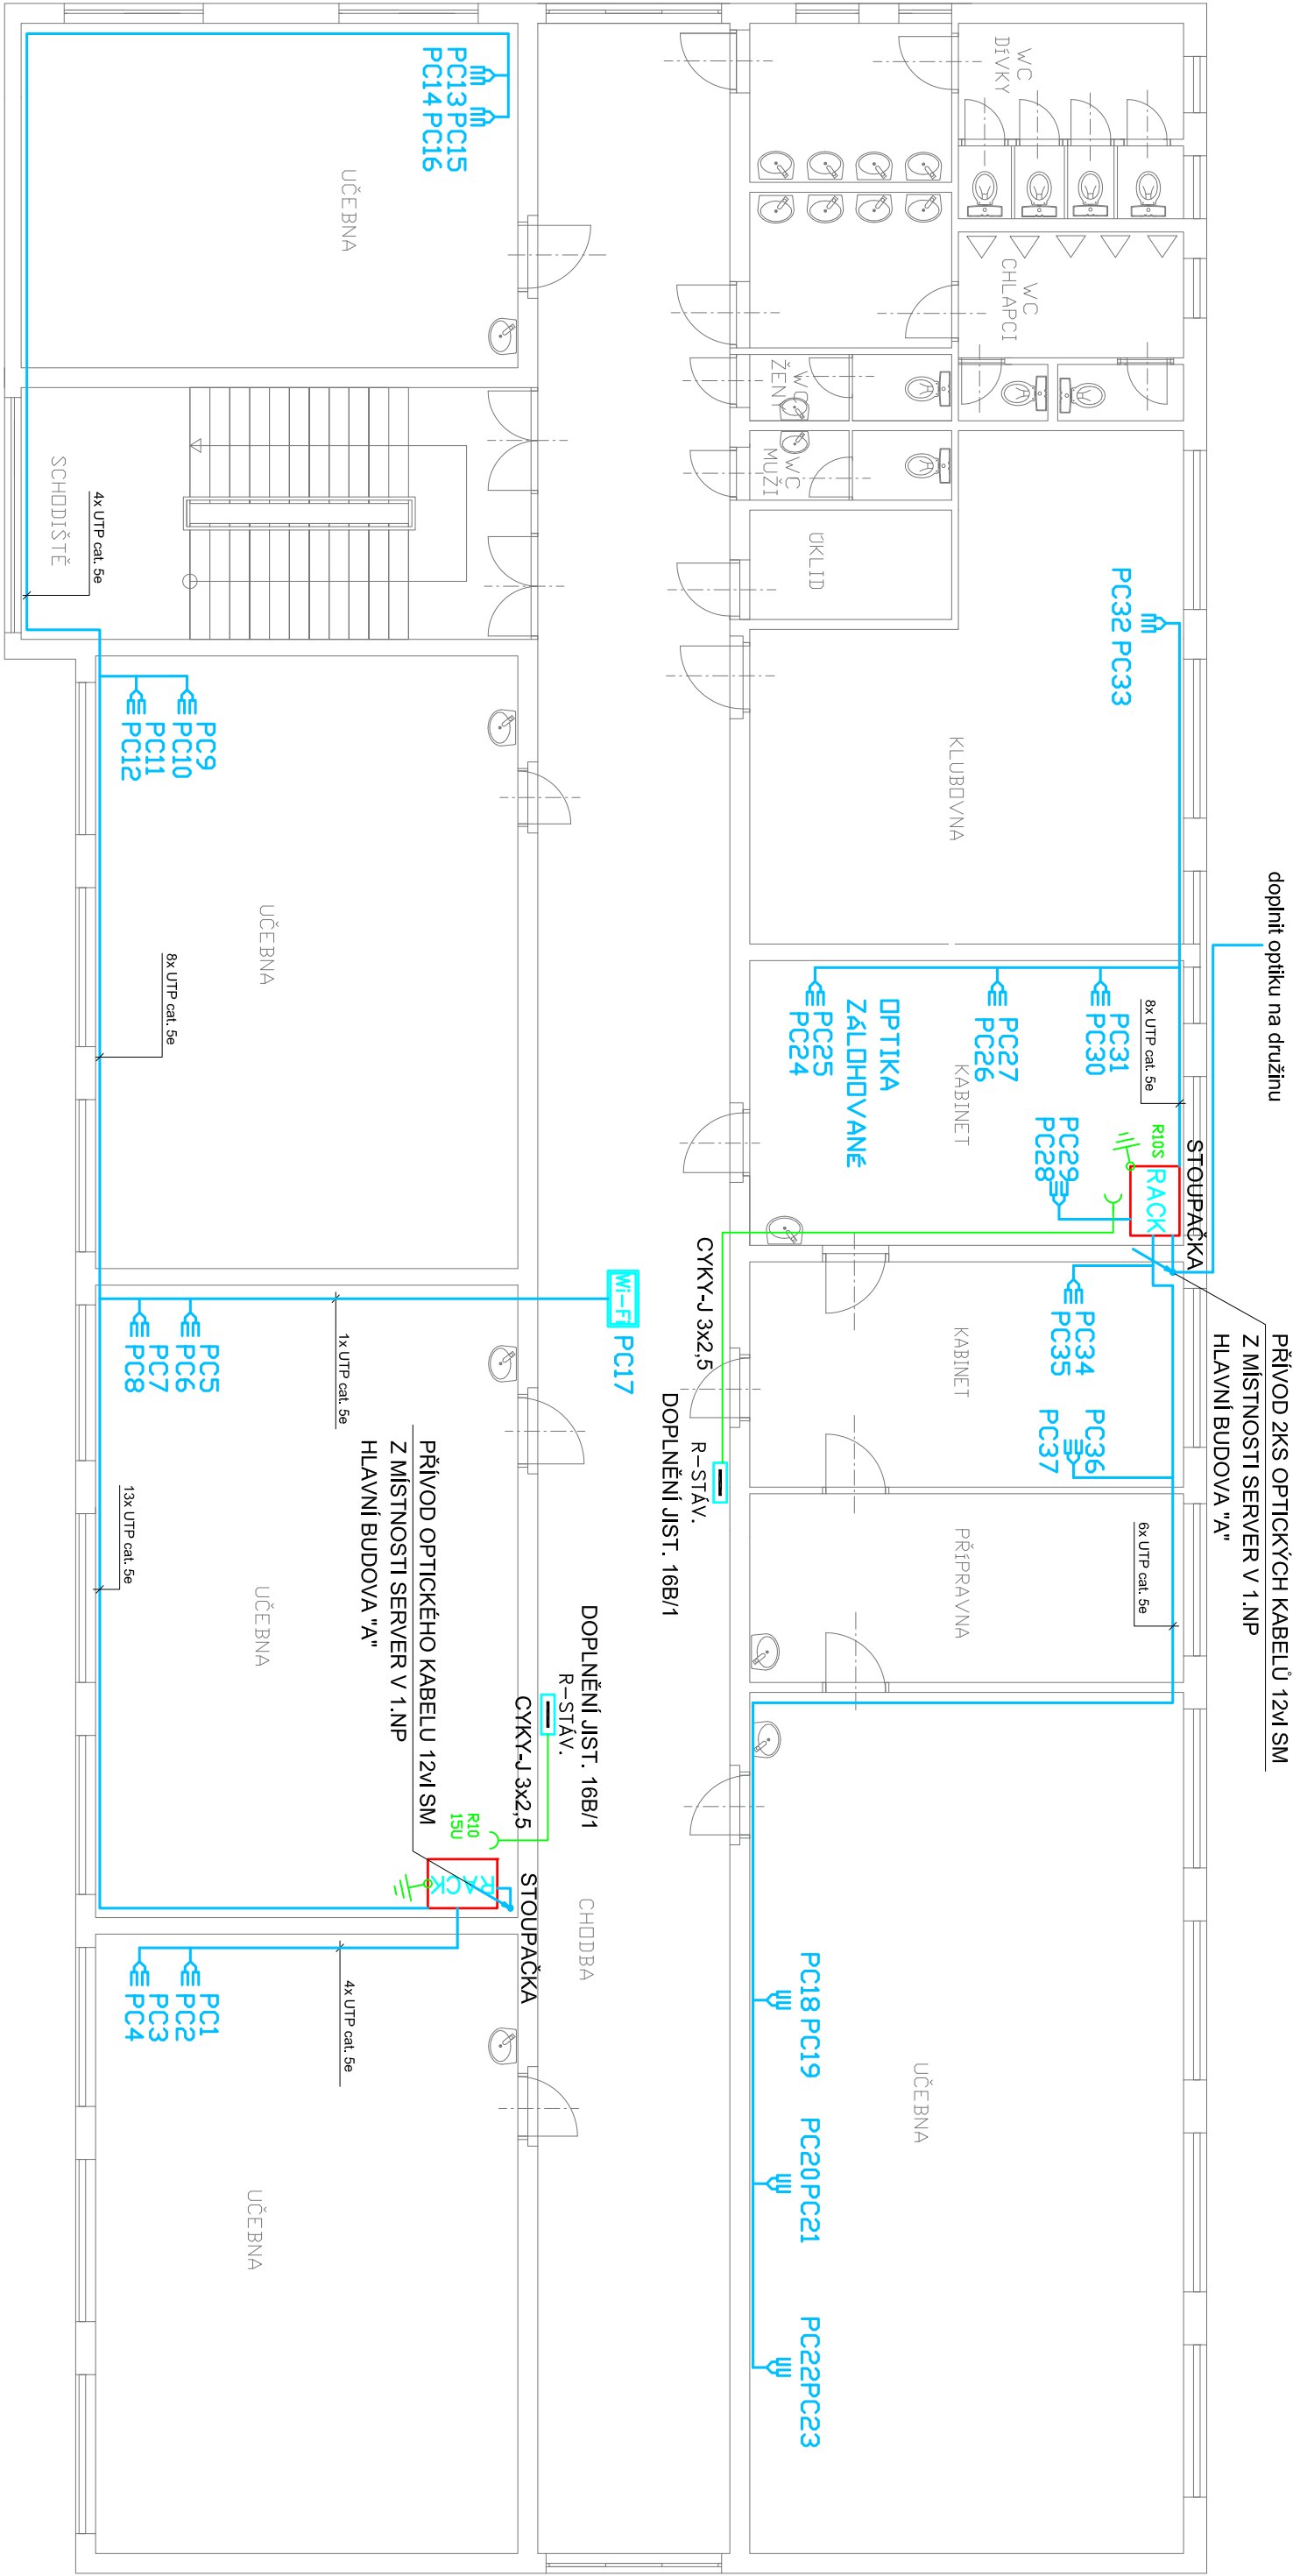 doplnit optiku na družinu
PŘÍVOD 2KS OPTICKÝCH KABELŮ 12vl SM
Z MÍSTNOSTI SERVER V 1.NP
HLAVNÍ BUDOVA "A"
STOUPAČKA
WC
DÍVKY
WC
CHLAPCI
WC
ŽENY
WC
MUŽI
ÚKLID
PC32 PC33
KLUBOVNA
8x UTP cat. 5e
PC31
PC30
PC27
PC26
PC25
PC24
OPTIKA
ZÁLOHOVANÉ
KABINET
PC29
PC28
R10S
RACK
CYKY-J 3x2,5
R-STÁV.
DOPLNĚNÍ JIST. 16B/1
PC34
PC35
PC36
PC37
KABINET
6x UTP cat. 5e
PŘÍPRAVNA
PC18 PC19
PC20 PC21
PC22 PC23
UČEBNA
PC13 PC15
PC14 PC16
UČEBNA
SCHODIŠTĚ
4x UTP cat. 5e
PC9
PC10
PC11
PC12
UČEBNA
8x UTP cat. 5e
Wi-Fi
PC17
PC5
PC6
PC7
PC8
1x UTP cat. 5e
13x UTP cat. 5e
UČEBNA
PŘÍVOD OPTICKÉHO KABELU 12vl SM
Z MÍSTNOSTI SERVER V 1.NP
HLAVNÍ BUDOVA "A"
DOPLNĚNÍ JIST. 16B/1
R-STÁV.
CYKY-J 3x2,5
R10
15U
RACK
STOUPAČKA
CHODBA
PC1
PC2
PC3
PC4
4x UTP cat. 5e
UČEBNA